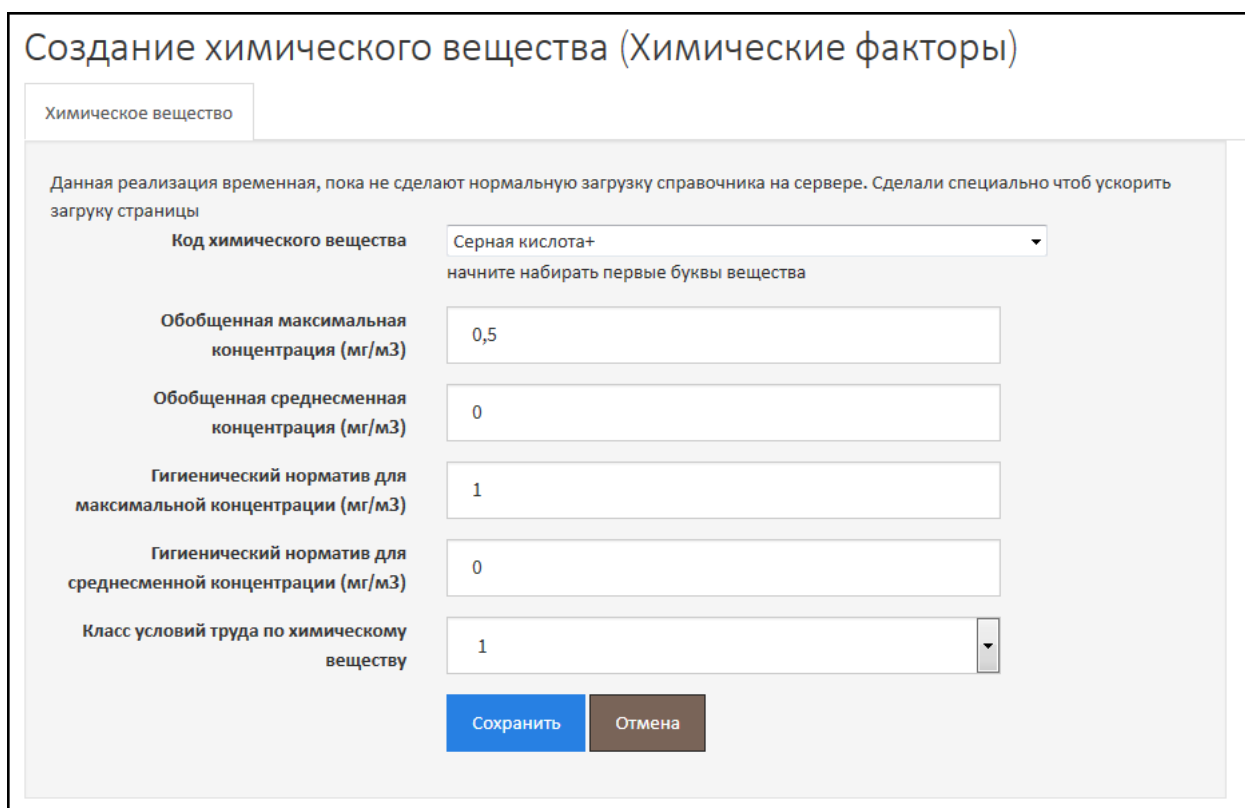 Создание химического вещества (Химические факторы)
Химическое вещество
Данная реализация временная, пока не сделают нормальную загрузку справочника на сервере. Сделали специально чтоб ускорить
загруку страницы
Код химического вещества
Серная кислота+
начните набирать первые буквы вещества
Обобщенная максимальная
концентрация (мг/м3)
0,5
Обобщенная среднесменная
концентрация (мг/м3)
0
Гигиенический норматив для
максимальной концентрации (мг/м3)
1
Гигиенический норматив для
среднесменной концентрации (мг/м3)
0
Класс условий труда по химическому
веществу
1
Сохранить
Отмена